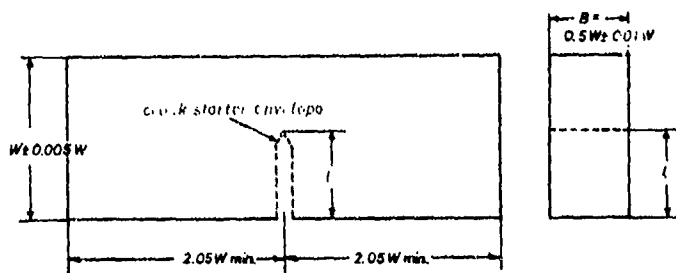 B =
0.5W± 0.01W
crack starter envelope
W± 0.005W
l
l
2.05W min.
2.05W min.